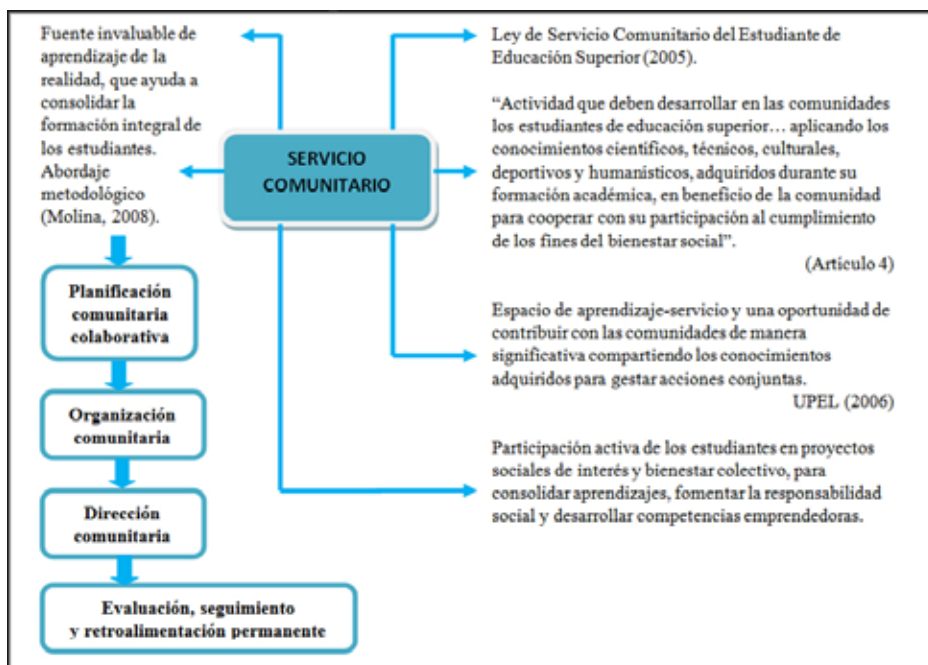 Fuente invaluable de
aprendizaje de la
realidad, que ayuda a
consolidar la
formación integral de
los estudiantes.
Abordaje
metodológico
(Molina, 2008).
Planificación
comunitaria
colaborativa
Organización
comunitaria
Dirección
comunitaria
Evaluación, seguimiento
y retroalimentación permanente
SERVICIO
COMUNITARIO
Ley de Servicio Comunitario del Estudiante de
Educación Superior (2005).
“Actividad que deben desarrollar en las comunidades
los estudiantes de educación superior… aplicando los
conocimientos científicos, técnicos, culturales,
deportivos y humanísticos, adquiridos durante su
formación académica, en beneficio de la comunidad
para cooperar con su participación al cumplimiento
de los fines del bienestar social”.
(Artículo 4)
Espacio de aprendizaje-servicio y una oportunidad de
contribuir con las comunidades de manera
significativa compartiendo los conocimientos
adquiridos para gestar acciones conjuntas.
UPEL (2006)
Participación activa de los estudiantes en proyectos
sociales de interés y bienestar colectivo, para
consolidar aprendizajes, fomentar la responsabilidad
social y desarrollar competencias emprendedoras.